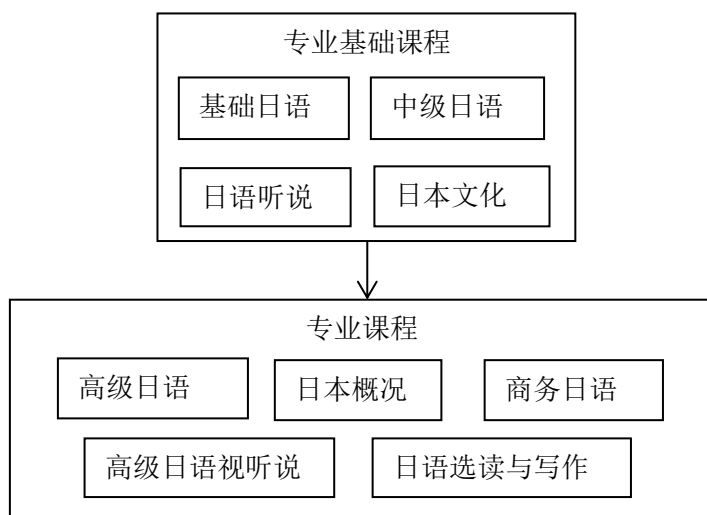 专业基础课程
基础日语
中级日语
日语听说
日本文化
专业课程
高级日语
日本概况
商务日语
高级日语视听说
日语选读与写作